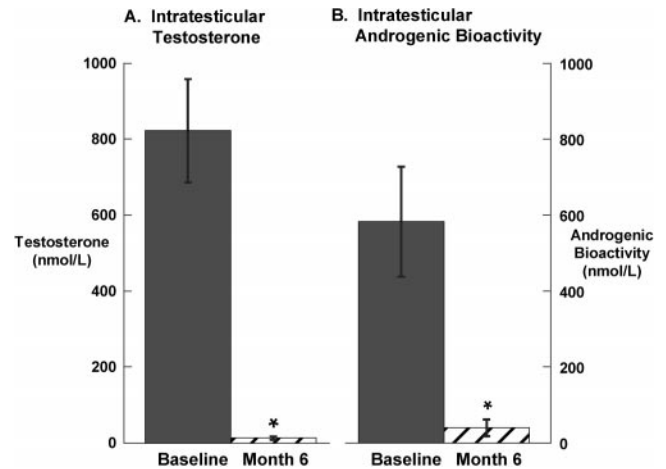 A. Intratesticular
Testosterone
B. Intratesticular
Androgenic Bioactivity
1000
800
600
400
200
0
Testosterone
(nmol/L)
*
*
1000
800
600
400
200
0
Androgenic
Bioactivity
(nmol/L)
Baseline Month 6
Baseline Month 6